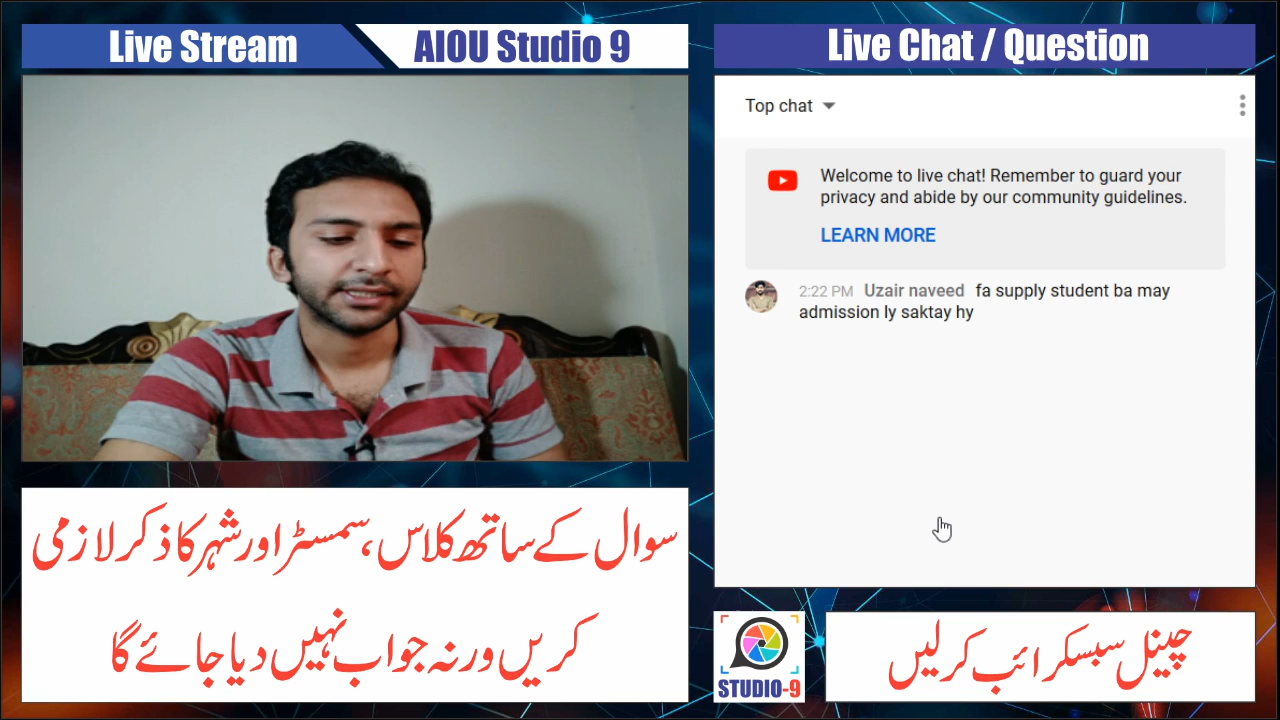 Live Stream
AIOU Studio 9
Live Chat / Question
Top chat
Welcome to live chat! Remember to guard your
privacy and abide by our community guidelines.
LEARN MORE
2:22 PM Uzair naveed fa supply student ba may
admission ly saktay hy
سوال کے ساتھ کلاس، سمسٹر اور شہر کا ذکر لازمی
کریں ورنہ جواب نہیں دیا جائے گا
STUDIO-9
چینل سبسکرائب کرلیں